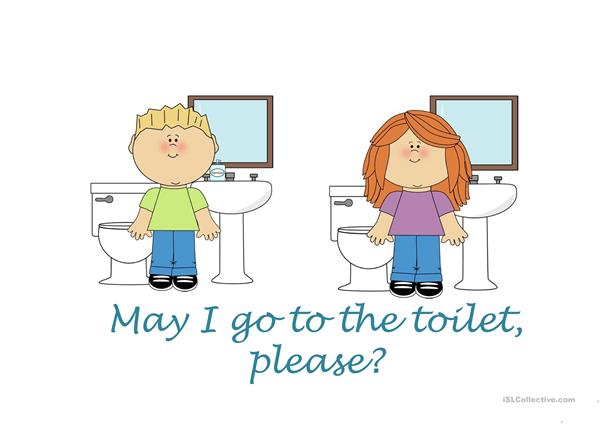 May I go to the toilet,
please?
iSLCollective.com